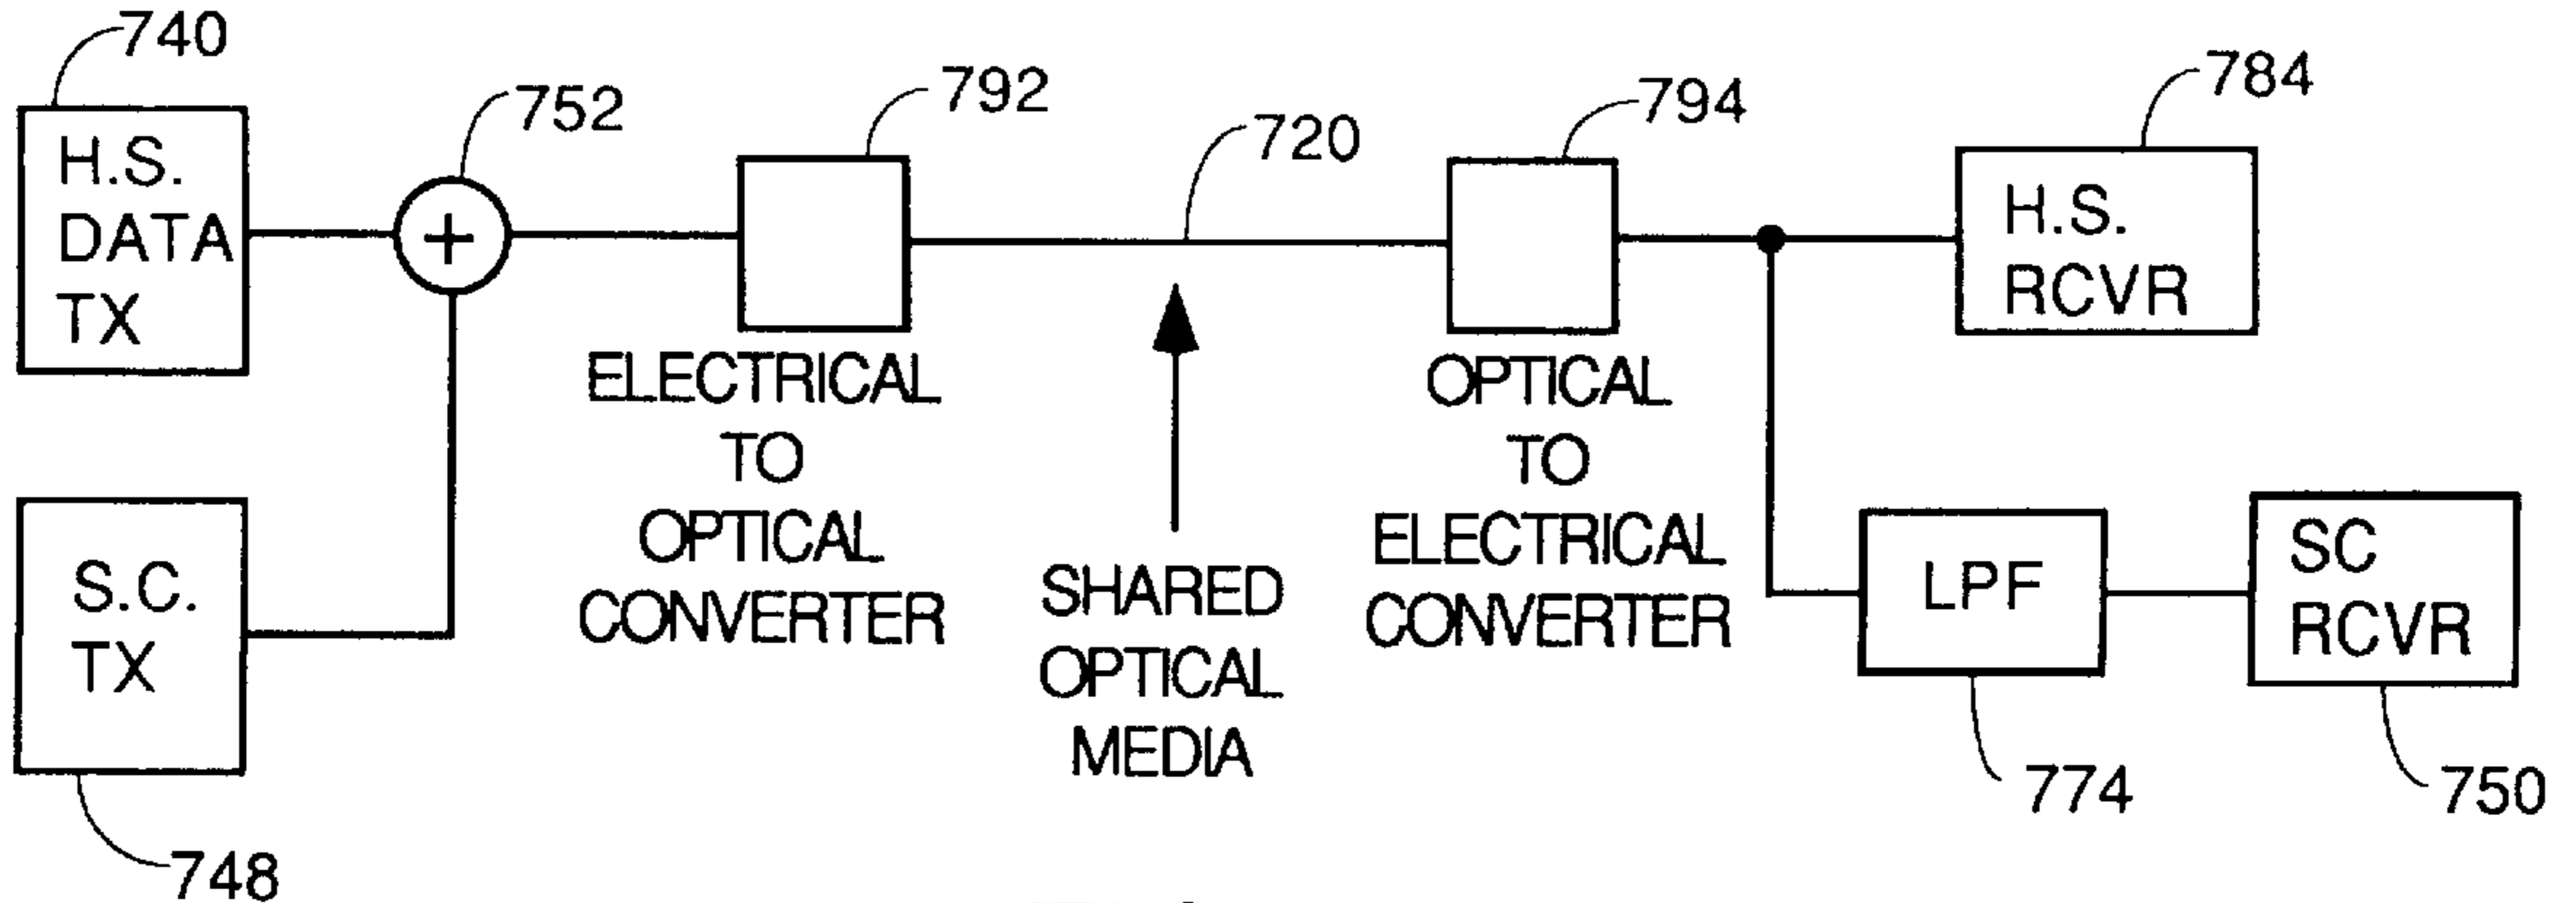 740
H.S.
DATA
TX
752
+
792
ELECTRICAL
TO
OPTICAL
CONVERTER
720
SHARED
OPTICAL
MEDIA
794
OPTICAL
TO
ELECTRICAL
CONVERTER
784
H.S.
RCVR
S.C.
TX
748
LPF
774
SC
RCVR
750